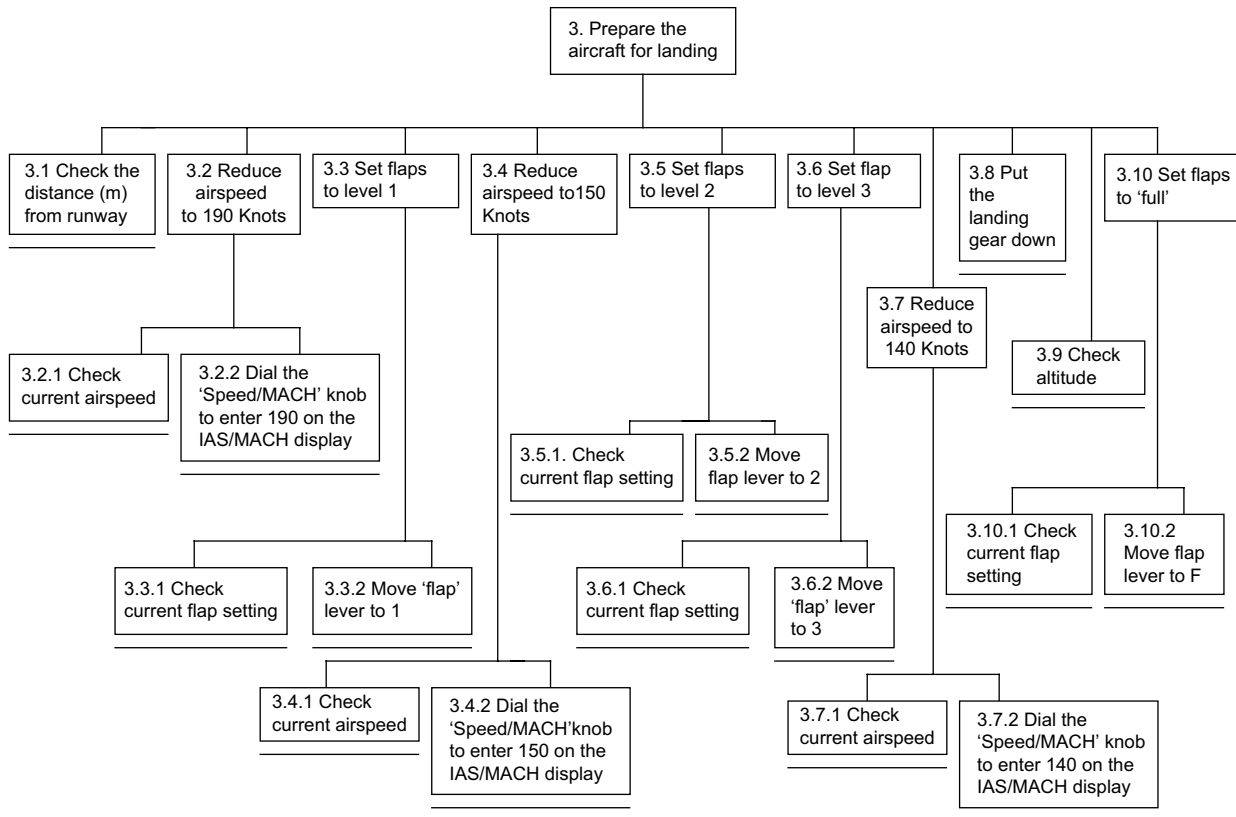 3. Prepare the
aircraft for landing
3.1 Check the
distance (m)
from runway
3.2 Reduce
airspeed
to 190 Knots
3.3 Set flaps
to level 1
3.4 Reduce
airspeed to150
Knots
3.5 Set flaps
to level 2
3.6 Set flap
to level 3
3.8 Put
the
landing
gear down
3.10 Set flaps
to ‘full’
3.7 Reduce
airspeed to
140 Knots
3.9 Check
altitude
3.2.1 Check
current airspeed
3.2.2 Dial the
‘Speed/MACH’ knob
to enter 190 on the
IAS/MACH display
3.5.1. Check
current flap setting
3.5.2 Move
flap lever to 2
3.10.1 Check
current flap
setting
3.10.2
Move flap
lever to F
3.3.1 Check
current flap setting
3.3.2 Move ‘flap’
lever to 1
3.6.1 Check
current flap setting
3.6.2 Move
‘flap’ lever
to 3
3.4.1 Check
current airspeed
3.4.2 Dial the
‘Speed/MACH’knob
to enter 150 on the
IAS/MACH display
3.7.1 Check
current airspeed
3.7.2 Dial the
‘Speed/MACH’ knob
to enter 140 on the
IAS/MACH display